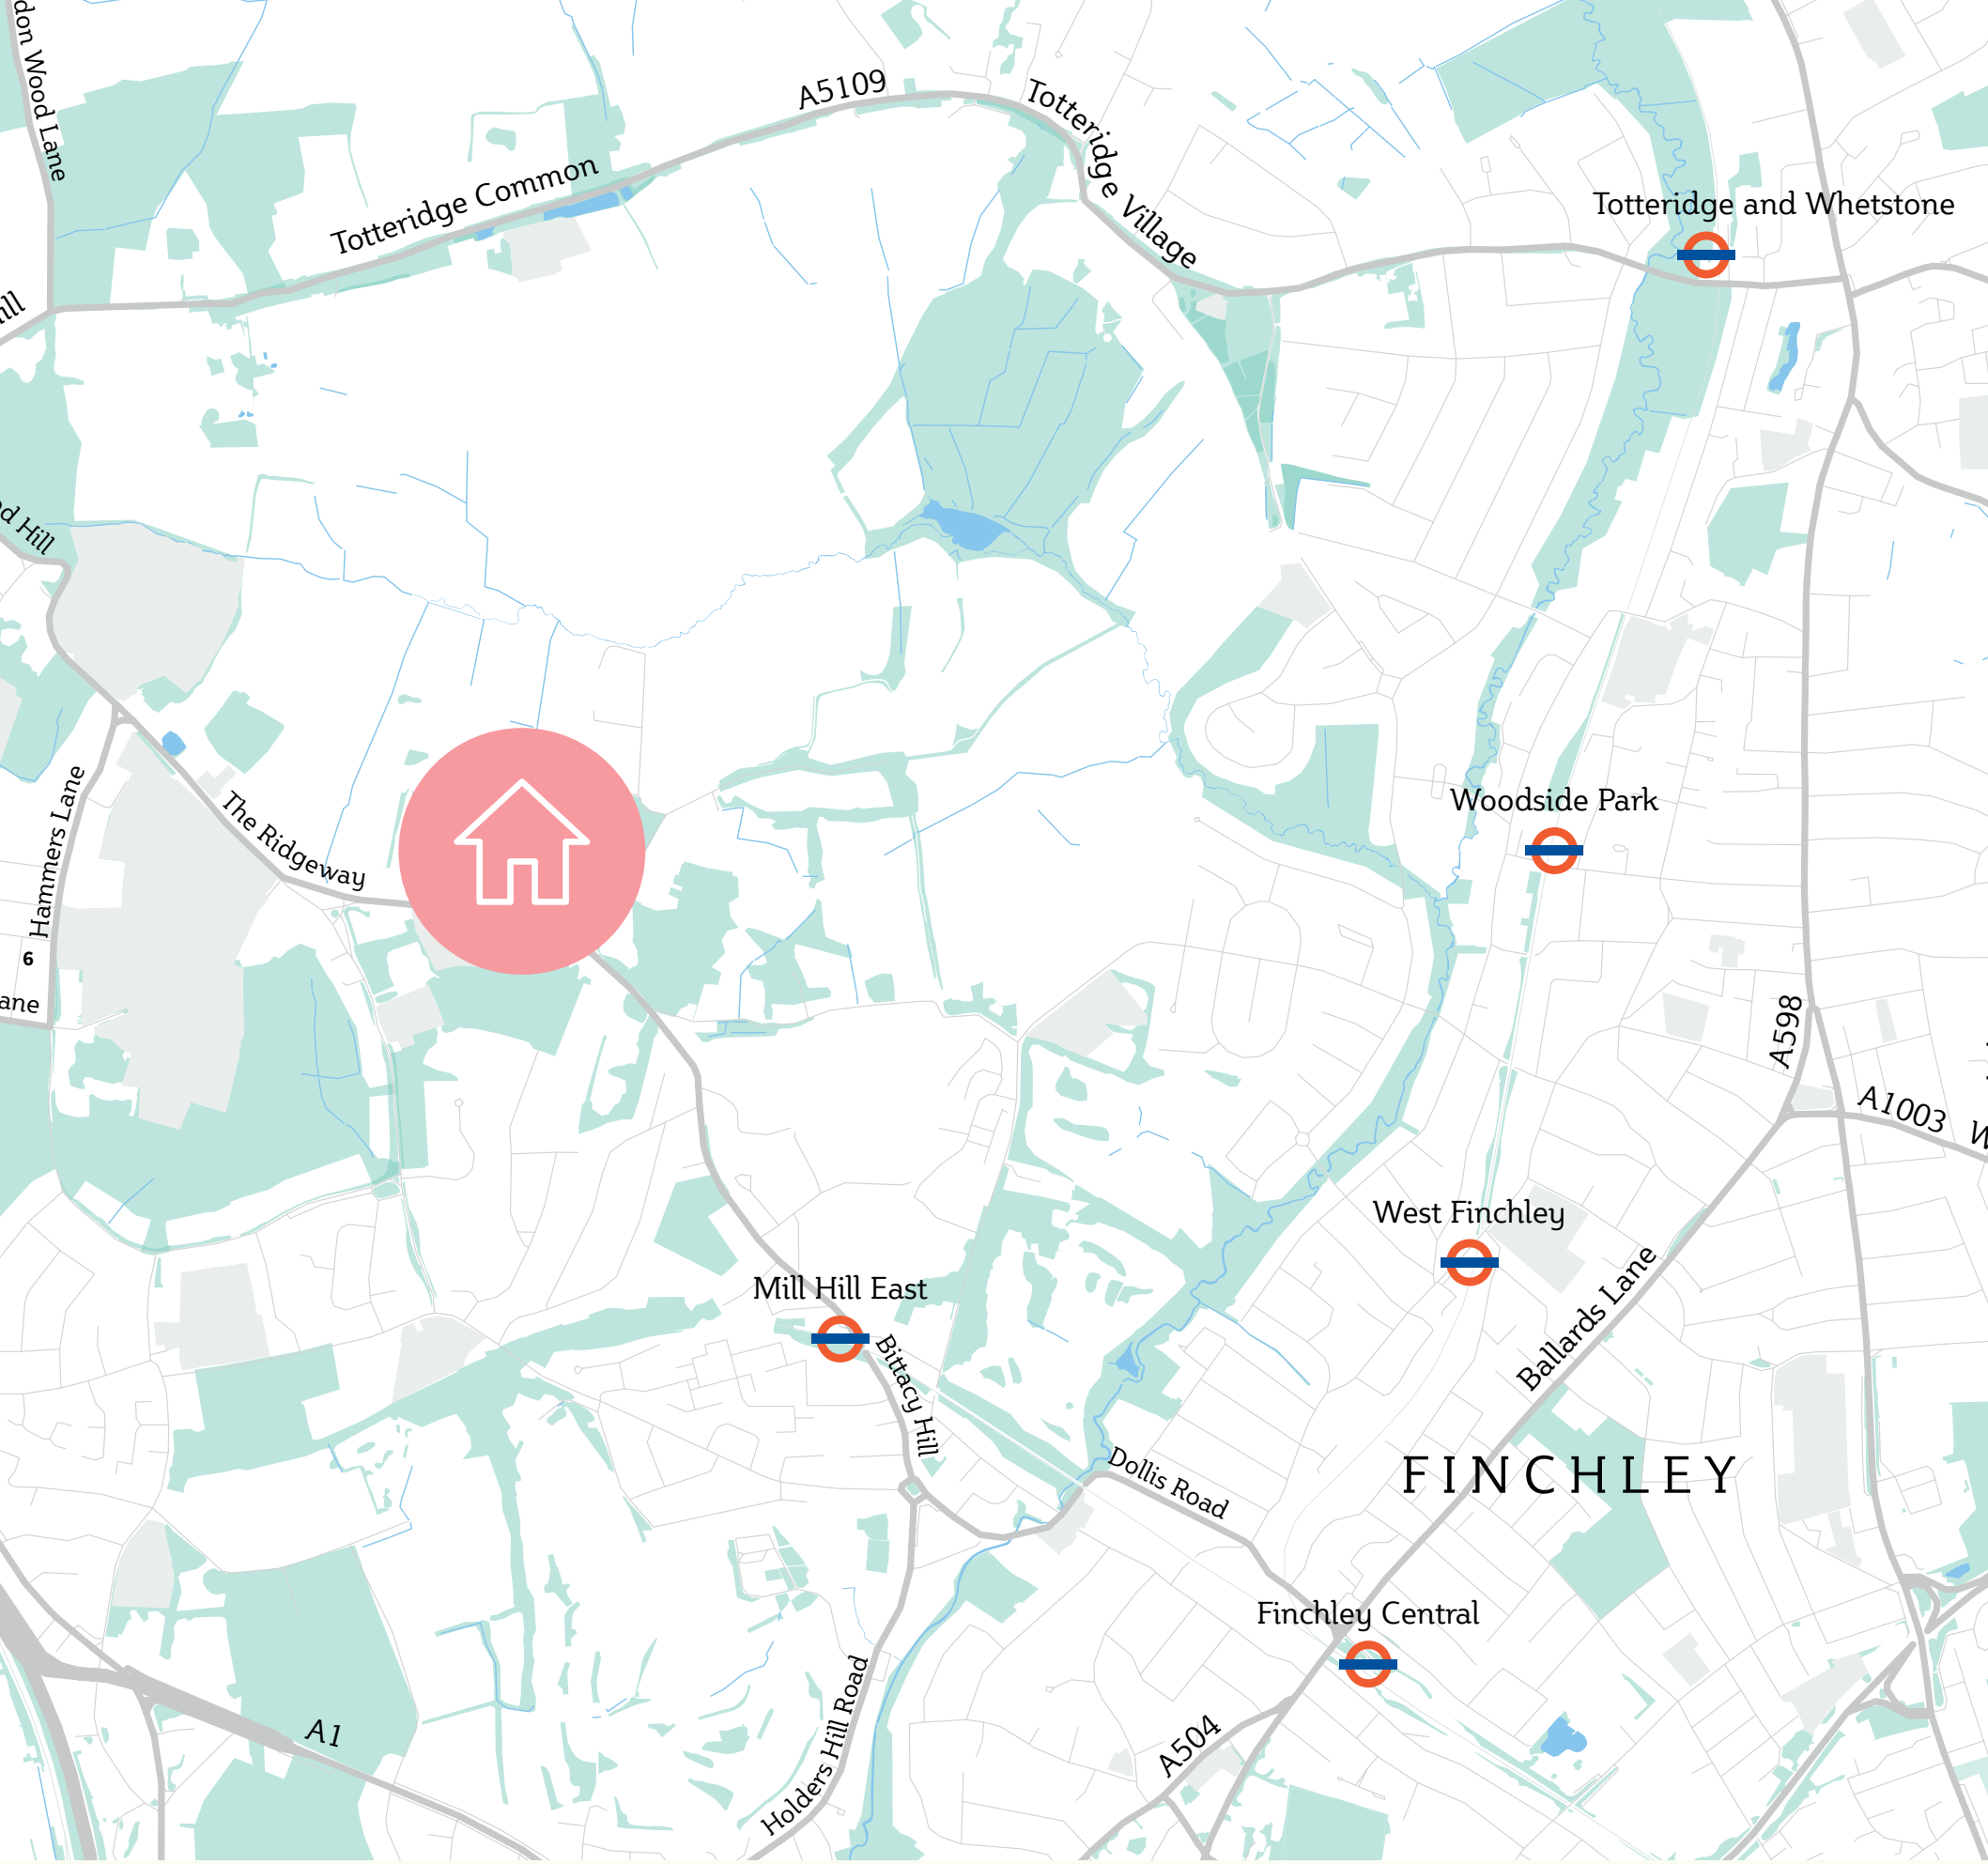 don Wood Lane
A5109
Totteridge Village
Totteridge Common
Totteridge and Whetstone
ill
od Hill
Hammers Lane
The Ridgeway
Woodside Park
6
ane
A598
A1003
W
West Finchley
Mill Hill East
Bittacy Hill
Ballards Lane
Dollis Road
FINCHLEY
Finchley Central
A1
Holders Hill Road
A504